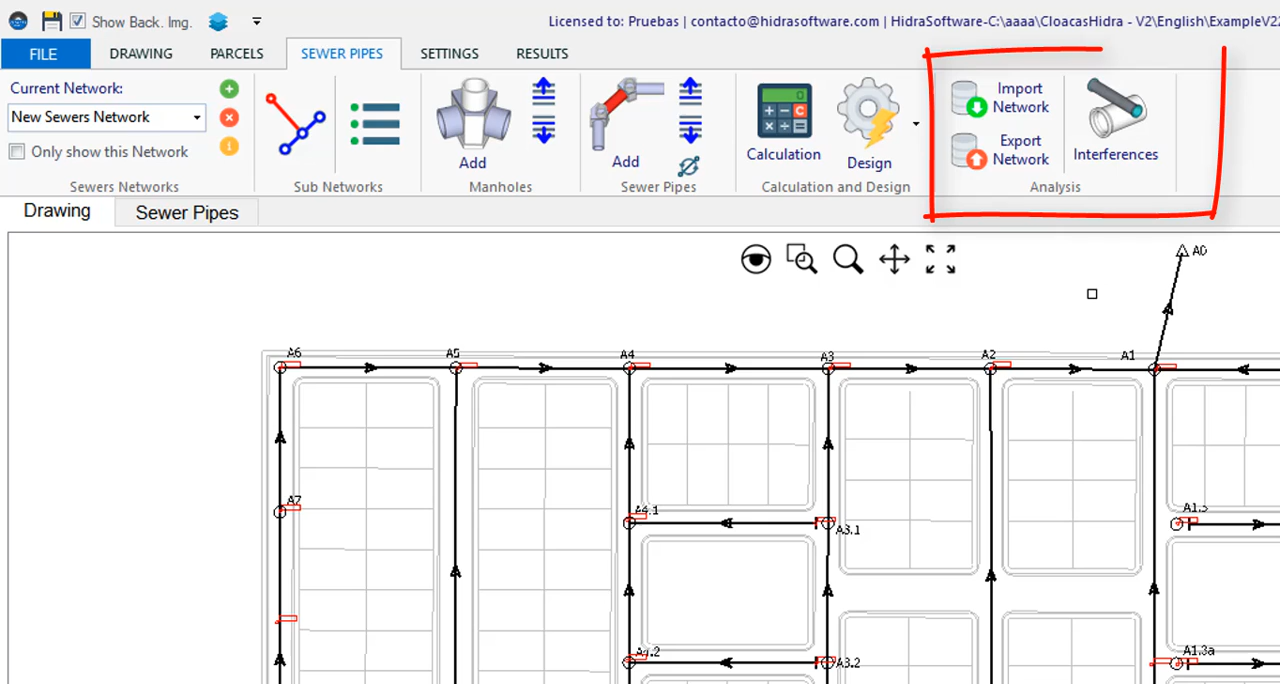 Show Back. Img.
Licensed to: Pruebas | contacto@hidrasoftware.com | HidraSoftware-C:\aaaa\CloacasHidra - V2\English\ExampleV22
FILE DRAWING PARCELS SEWER PIPES SETTINGS RESULTS
Current Network:
New Sewers Network
Only show this Network
Sewers Networks
Sub Networks
Add
Manholes
Add
Sewer Pipes
Calculation
Design
Calculation and Design
Import
Network
Export
Network
Interferences
Analysis
Drawing Sewer Pipes
A0
A6 A5 A4 A3 A2 A1
A7
A4.1
A3.1
A1.3
A4.2
A3.2
A1.3a